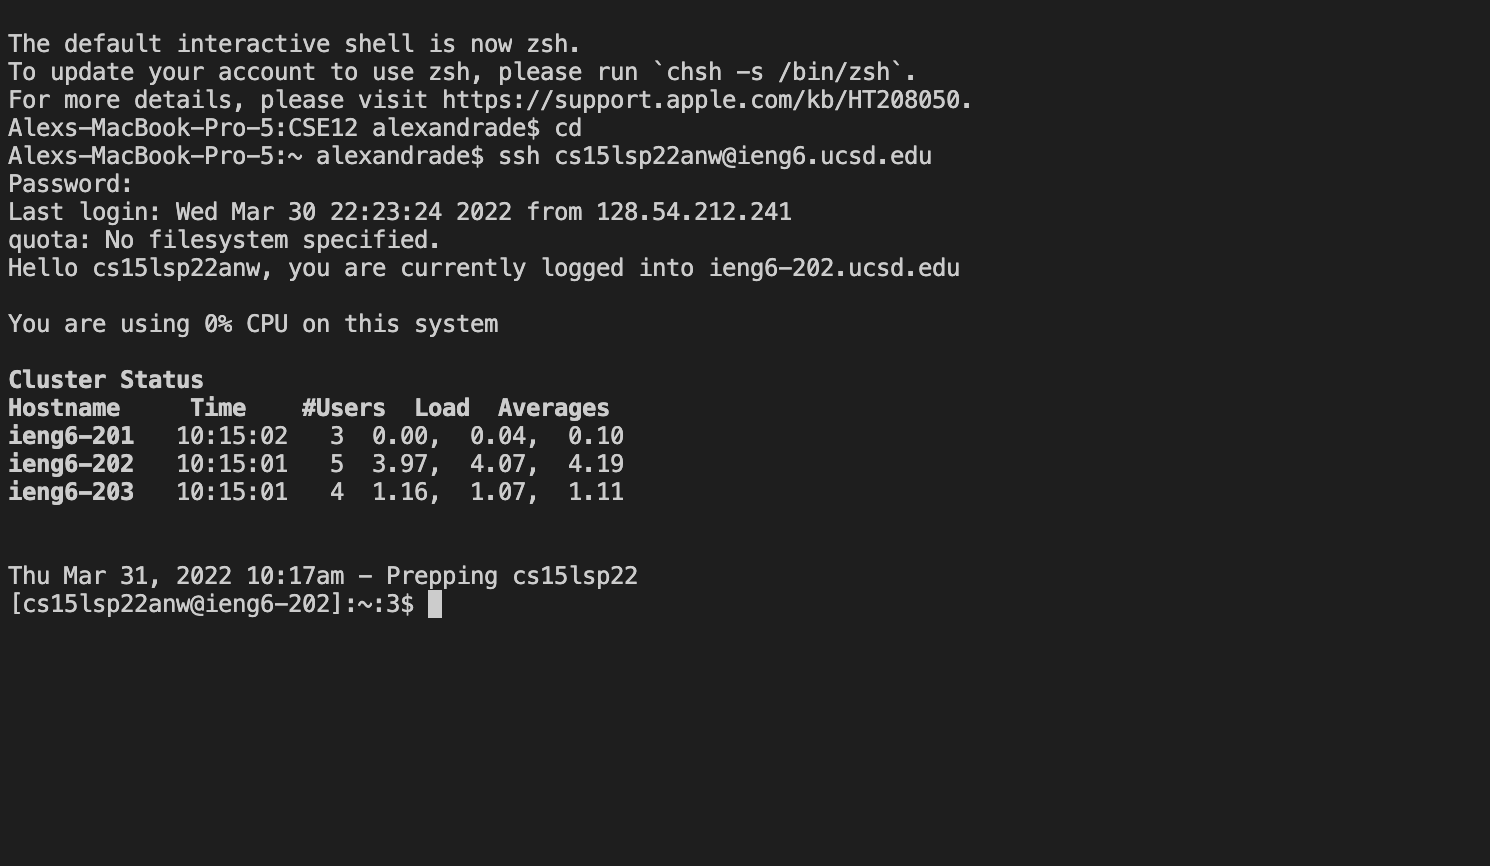 The default interactive shell is now zsh.
To update your account to use zsh, please run `chsh -s /bin/zsh`.
For more details, please visit https://support.apple.com/kb/HT208050.
Alexs-MacBook-Pro-5:CSE12 alexandrade$ cd
Alexs-MacBook-Pro-5:~ alexandrade$ ssh cs15lsp22anw@ieng6.ucsd.edu
Password:
Last login: Wed Mar 30 22:23:24 2022 from 128.54.212.241
quota: No filesystem specified.
Hello cs15lsp22anw, you are currently logged into ieng6-202.ucsd.edu
You are using 0% CPU on this system
Cluster Status
Hostname     Time    #Users  Load  Averages
ieng6-201   10:15:02   3  0.00,  0.04,  0.10
ieng6-202   10:15:01   5  3.97,  4.07,  4.19
ieng6-203   10:15:01   4  1.16,  1.07,  1.11
Thu Mar 31, 2022 10:17am - Prepping cs15lsp22
[cs15lsp22anw@ieng6-202]:~:3$